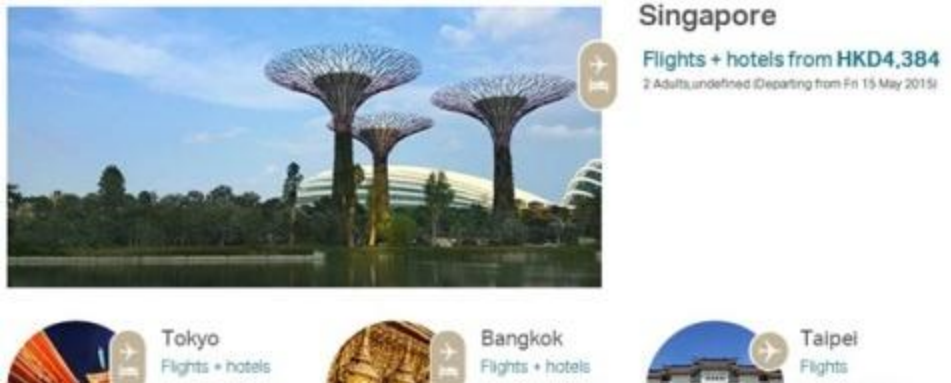 Singapore
Flights + hotels from HKD4,384
2 Adults,undefined (Departing from Fri 15 May 2015)
Tokyo
Flights + hotels
Bangkok
Flights + hotels
Taipei
Flights